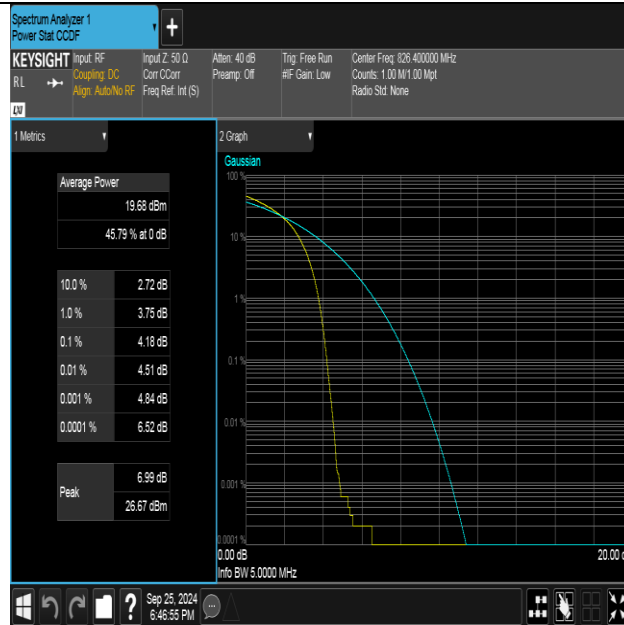 Spectrum Analyzer 1
Power Stat CCDF
+
KEYSIGHT
RL
LXI
Input: RF
Coupling: DC
Align: Auto/No RF
Input Z: 50 Ω
Corr CCorr
Freq Ref: Int (S)
Atten: 40 dB
Preamp: Off
Trig: Free Run
#IF Gain: Low
Center Freq: 826.400000 MHz
Counts: 1.00 M/1.00 Mpt
Radio Std: None
1 Metrics
Average Power
19.68 dBm
45.79 % at 0 dB
10.0 % 2.72 dB
1.0 % 3.75 dB
0.1 % 4.18 dB
0.01 % 4.51 dB
0.001 % 4.84 dB
0.0001 % 6.52 dB
Peak
6.99 dB
26.67 dBm
2 Graph
Gaussian
100 %
10 %
1 %
0.1 %
0.01 %
0.001 %
0.0001 %
0.00 dB
20.00
Info BW 5.0000 MHz
?
Sep 25, 2024
6:46:55 PM